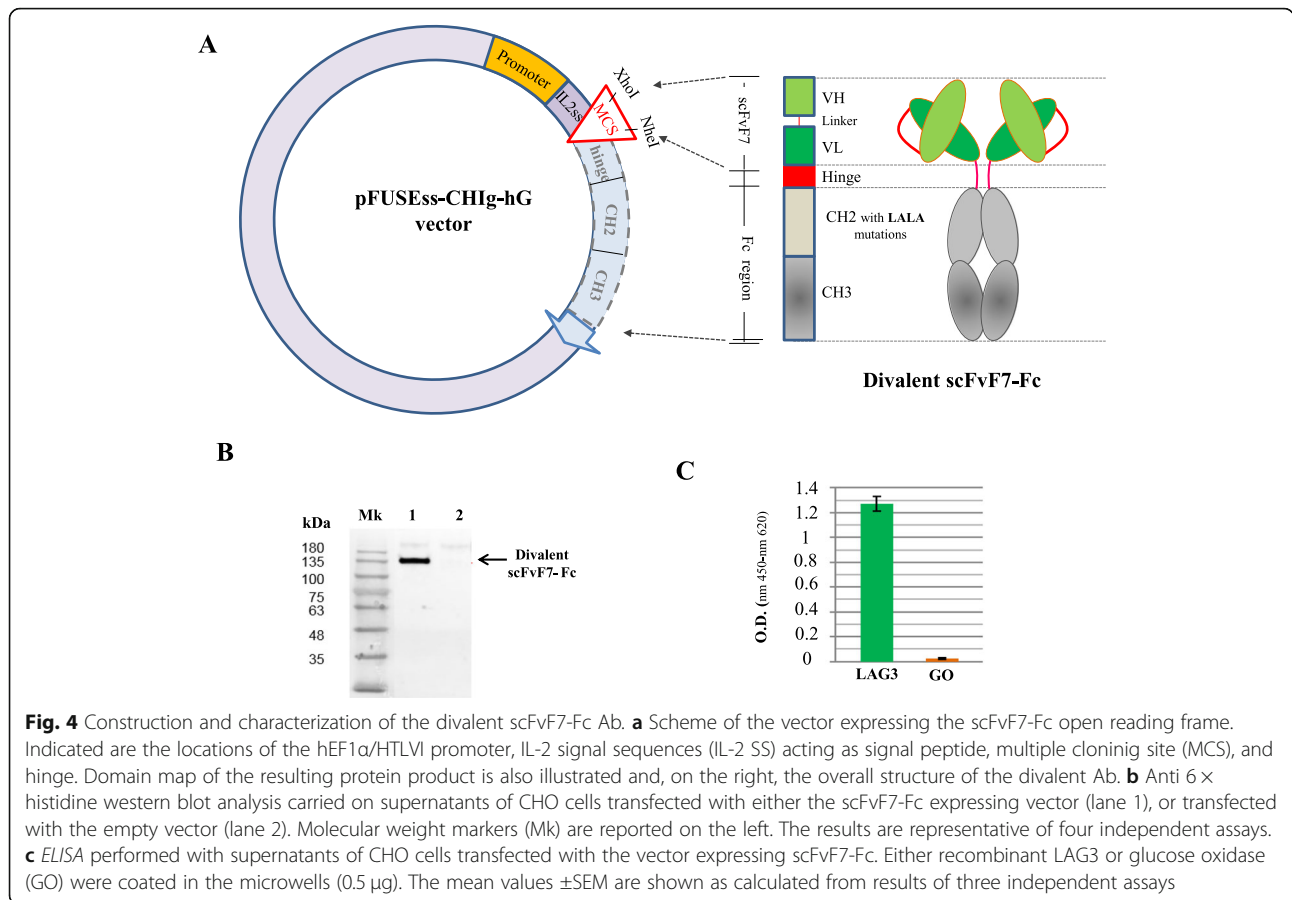 A
Promoter
IL2ss
XhoI
MCS
NheI
hinge
CH2
CH3
pFUSEss-CHIg-hG
vector
scFvF7
Fc region
VH
Linker
VL
Hinge
CH2 with LALA
mutations
CH3
Divalent scFvF7-Fc
B
kDa
Mk 1 2
180
135
100
75
63
48
35
Divalent
scFvF7- Fc
C
O.D. (nm 450-nm 620)
1.4
1.2
1
0.8
0.6
0.4
0.2
0
LAG3 GO
Fig. 4 Construction and characterization of the divalent scFvF7-Fc Ab. a Scheme of the vector expressing the scFvF7-Fc open reading frame.
Indicated are the locations of the hEF1α/HTLVI promoter, IL-2 signal sequences (IL-2 SS) acting as signal peptide, multiple cloninig site (MCS), and
hinge. Domain map of the resulting protein product is also illustrated and, on the right, the overall structure of the divalent Ab. b Anti 6 ×
histidine western blot analysis carried on supernatants of CHO cells transfected with either the scFvF7-Fc expressing vector (lane 1), or transfected
with the empty vector (lane 2). Molecular weight markers (Mk) are reported on the left. The results are representative of four independent assays.
c ELISA performed with supernatants of CHO cells transfected with the vector expressing scFvF7-Fc. Either recombinant LAG3 or glucose oxidase
(GO) were coated in the microwells (0.5 μg). The mean values ±SEM are shown as calculated from results of three independent assays